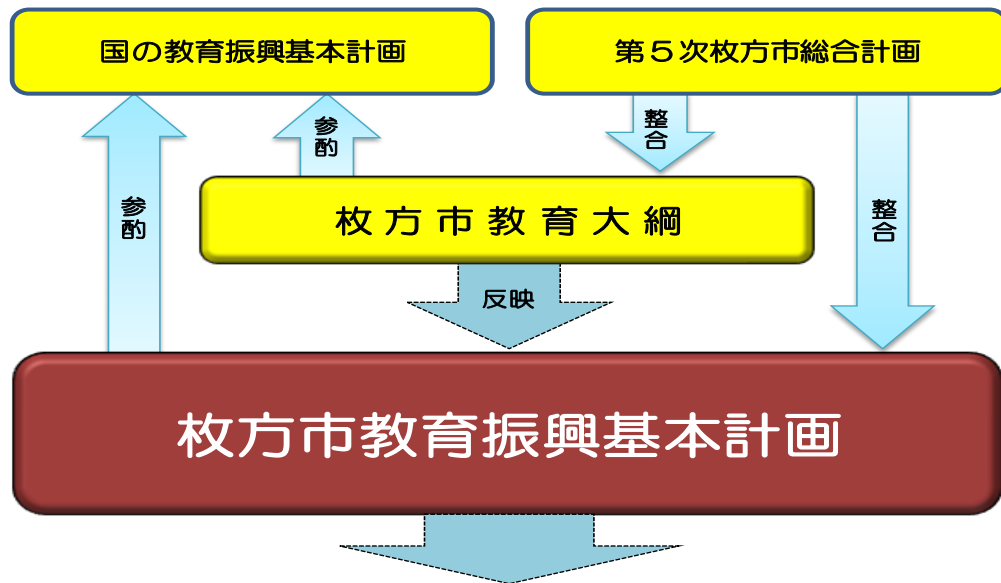 国の教育振興基本計画
第５次枚方市総合計画
参酌
整合
参酌
枚方市教育大綱
整合
反映
枚方市教育振興基本計画